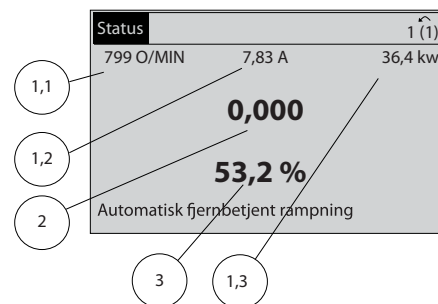 Status
1 (1)
799 O/MIN 7,83 A 36,4 kw
0,000
53,2 %
Automatisk fjernbetjent rampning
1,1
1,2
2
3
1,3